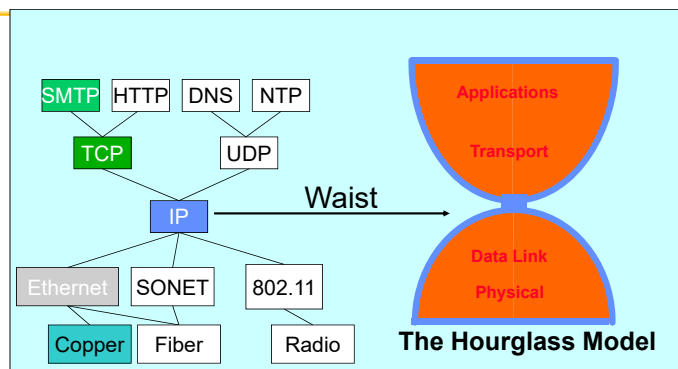 SMTP HTTP DNS NTP
TCP UDP
IP
Waist
Ethernet SONET 802.11
Copper Fiber Radio
Applications
Transport
Data Link
Physical
The Hourglass Model